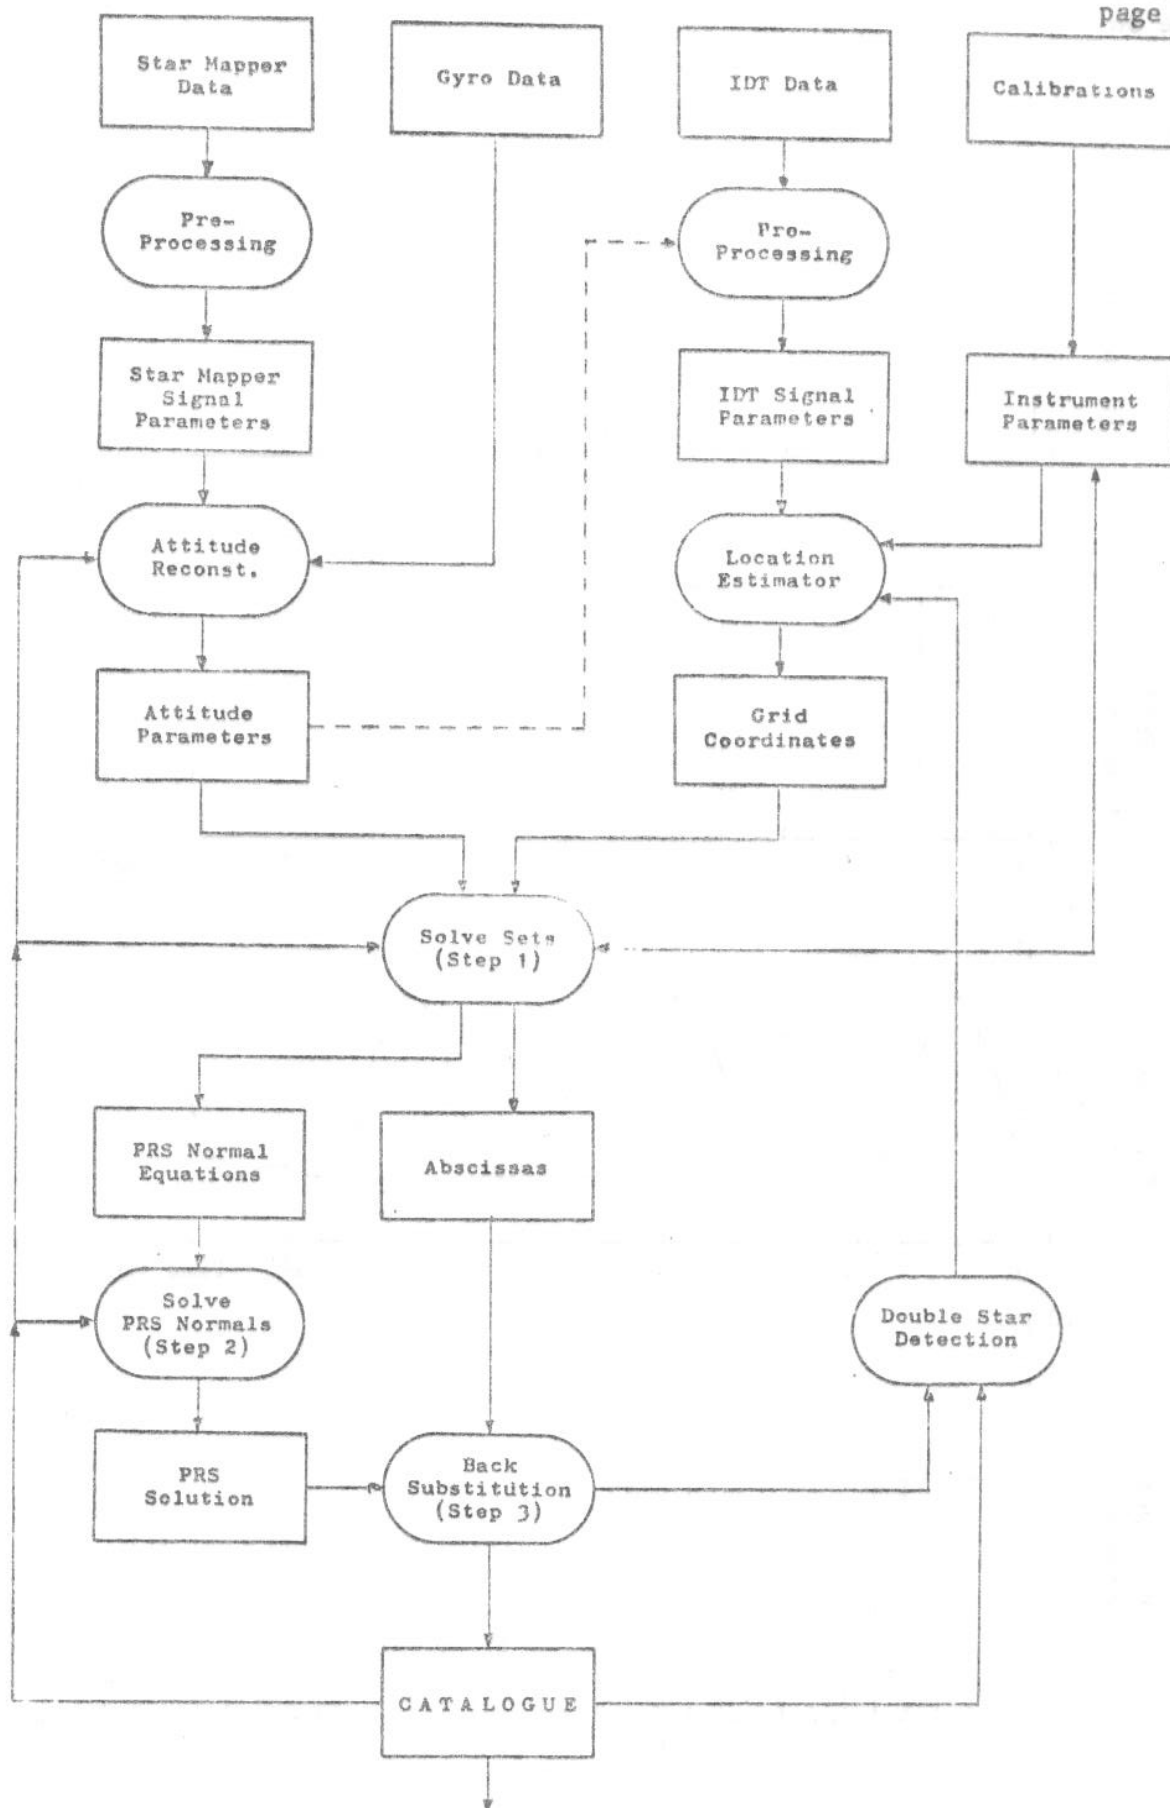 page
Star Mapper
Data
Gyro Data
IDT Data
Calibrations
Pre-
Processing
Pre-
Processing
Star Mapper
Signal
Parameters
IDT Signal
Parameters
Instrument
Parameters
Attitude
Reconst.
Location
Estimator
Attitude
Parameters
Grid
Coordinates
Solve Sets
(Step 1)
PRS Normal
Equations
Abscissas
Solve
PRS Normals
(Step 2)
Double Star
Detection
PRS
Solution
Back
Substitution
(Step 3)
CATALOGUE